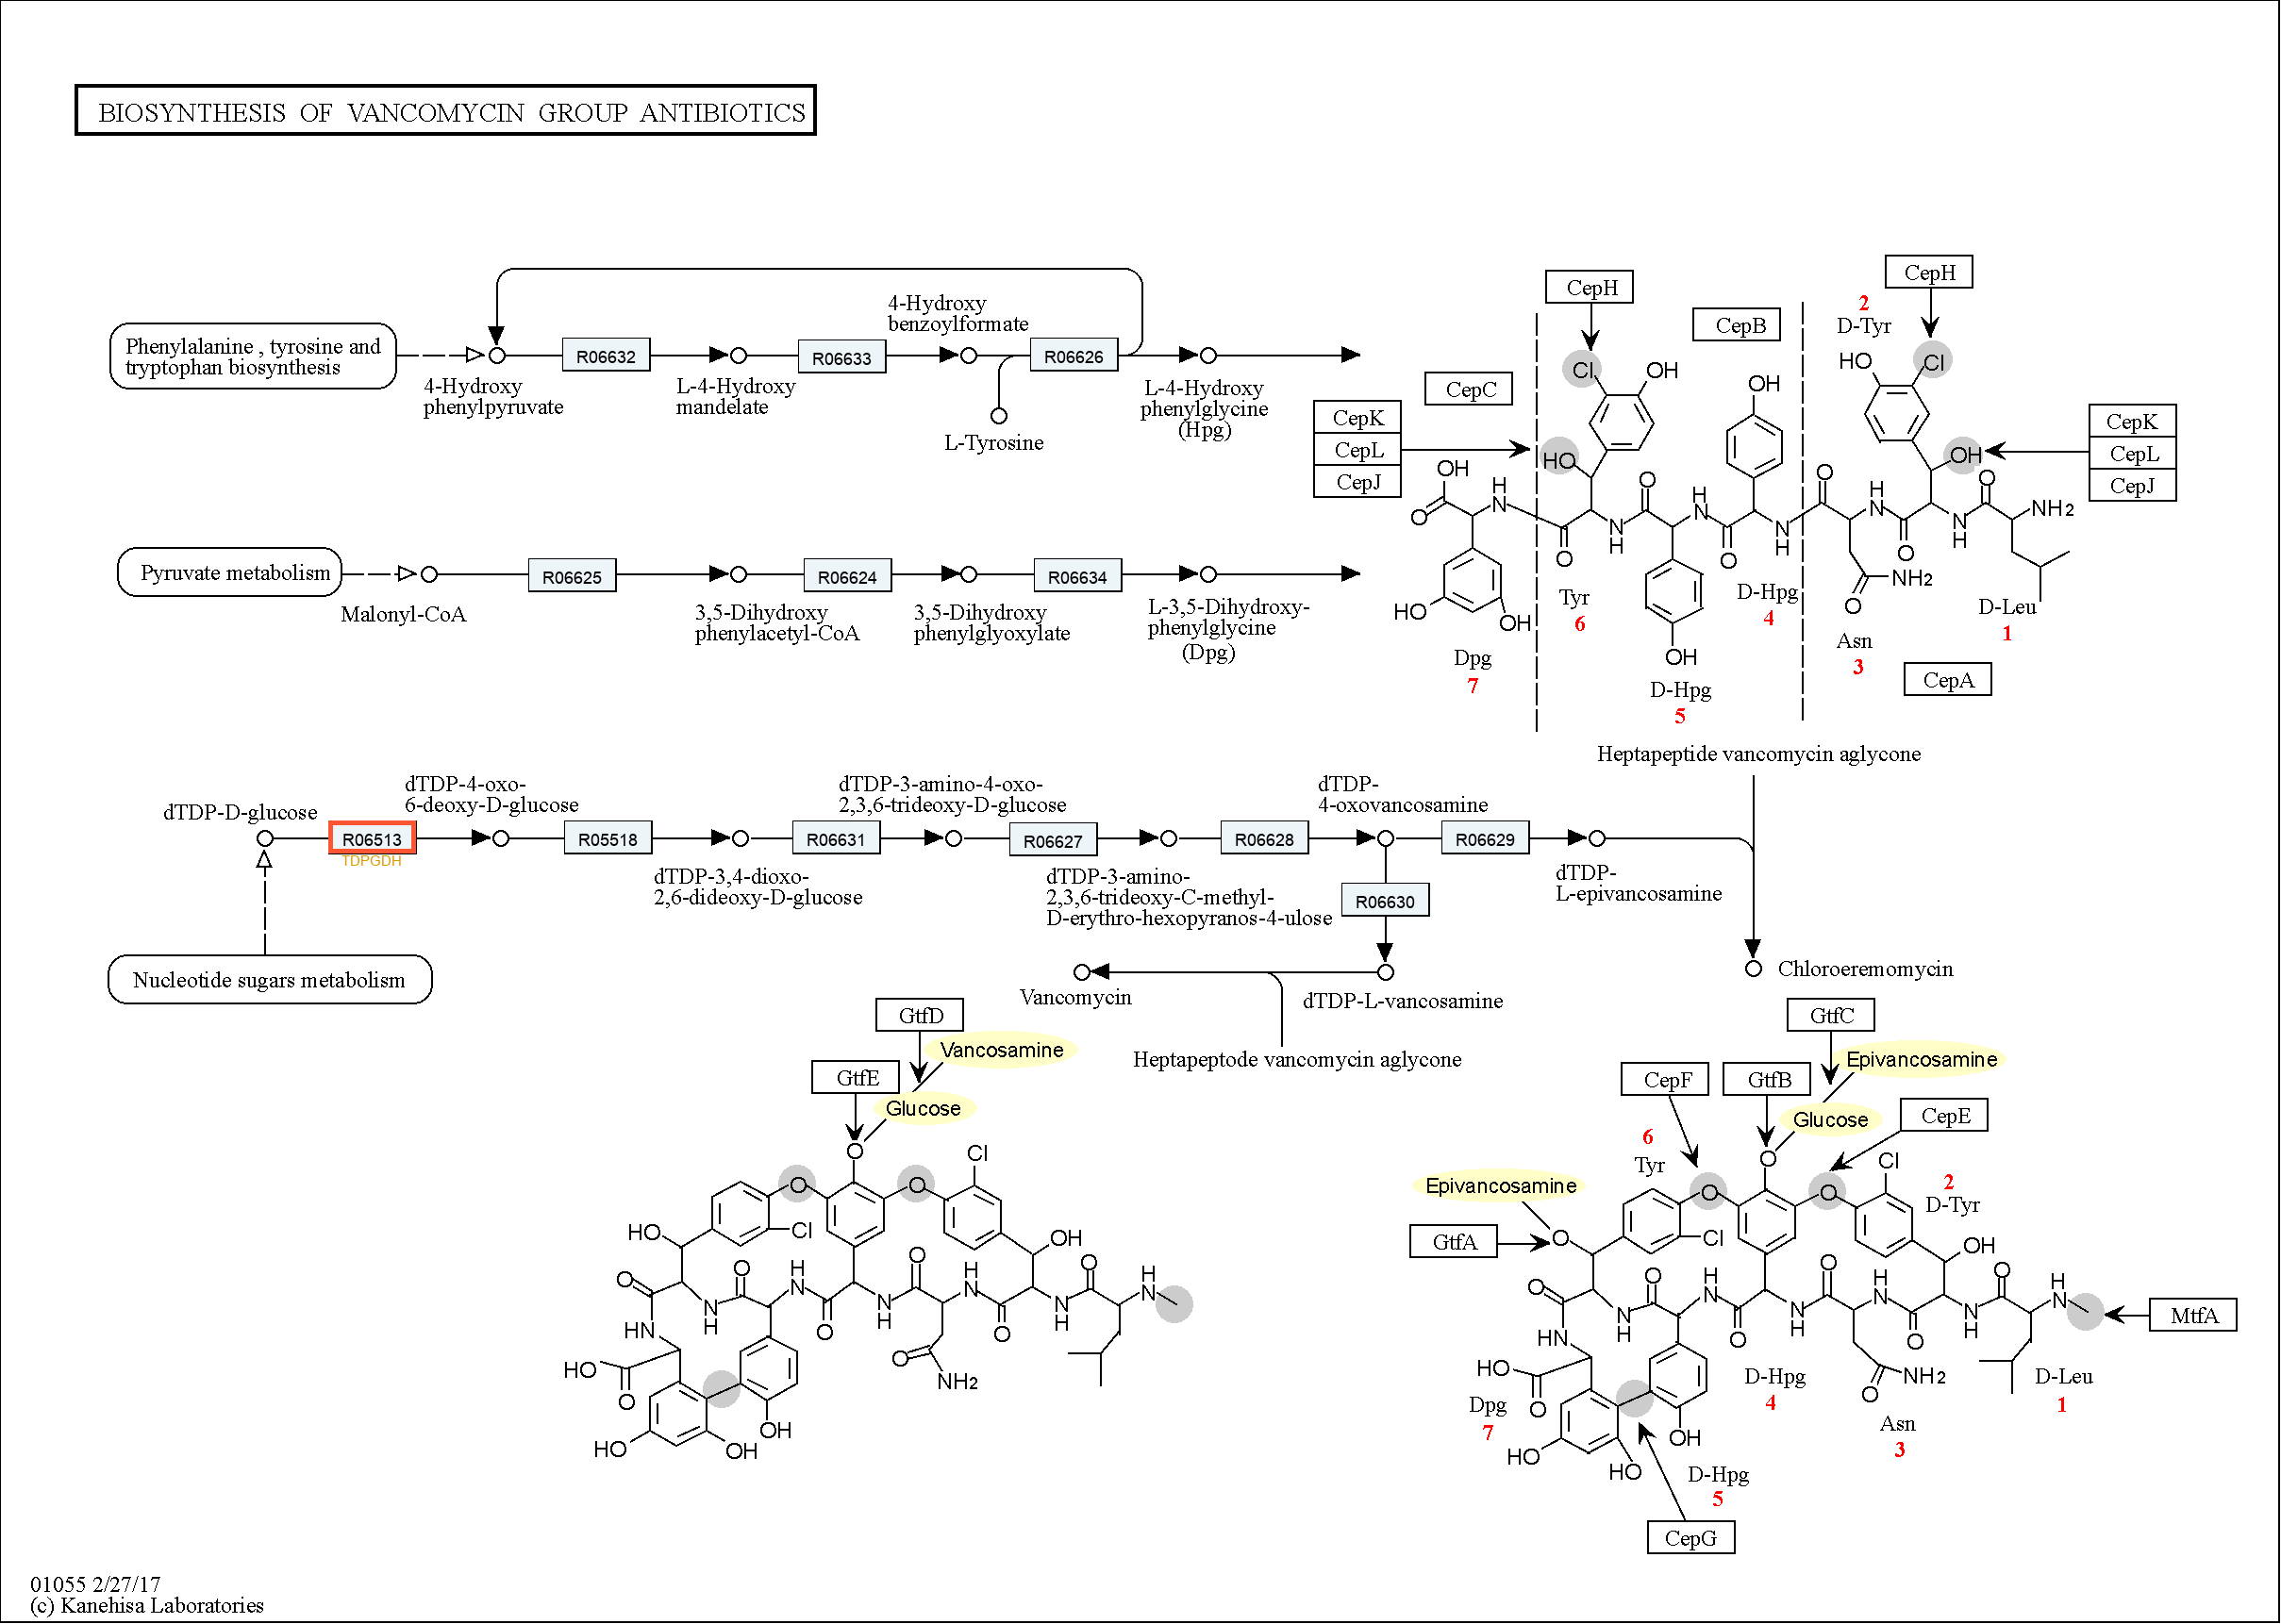 BIOSYNTHESIS OF VANCOMYCIN GROUP ANTIBIOTICS
Phenylalanine , tyrosine and
tryptophan biosynthesis
4-Hydroxy
phenylpyruvate
R06632
L-4-Hydroxy
mandelate
R06633
4-Hydroxy
benzoylformate
L-Tyrosine
R06626
L-4-Hydroxy
phenylglycine
(Hpg)
Pyruvate metabolism
Malonyl-CoA
R06625
3,5-Dihydroxy
phenylacetyl-CoA
R06624
3,5-Dihydroxy
phenylglyoxylate
R06634
L-3,5-Dihydroxy-
phenylglycine
(Dpg)
CepK
CepL
CepJ
CepC
CepH
CepB
2
D-Tyr
CepH
CepK
CepL
CepJ
Cl
OH
HO
OH
HO
Cl
OH
OH
O
H
N
O
N
H
O
H
N
O
OH
O
N
H
O
H
N
O
N
H
O
NH2
O
NH2
HO
OH
Dpg
7
Tyr
6
OH
D-Hpg
5
D-Hpg
4
Asn
3
D-Leu
1
CepA
Heptapeptide vancomycin aglycone
dTDP-D-glucose
R06513
TDPGDH
dTDP-4-oxo-
6-deoxy-D-glucose
R05518
dTDP-3,4-dioxo-
2,6-dideoxy-D-glucose
R06631
dTDP-3-amino-4-oxo-
2,3,6-trideoxy-D-glucose
R06627
dTDP-3-amino-
2,3,6-trideoxy-C-methyl-
D-erythro-hexopyranos-4-ulose
R06628
dTDP-
4-oxovancosamine
R06629
dTDP-
L-epivancosamine
R06630
Nucleotide sugars metabolism
Vancomycin
dTDP-L-vancosamine
Chloroeremomycin
Heptapeptode vancomycin aglycone
GtfD
Vancosamine
GtfE
Glucose
O
O
O
Cl
Cl
HO
OH
O
O
H
N
N
H
O
O
N
H
H
N
O
O
N
H
O
H
N
HN
HO
O
O
NH2
HO
OH
OH
GtfC
Epivancosamine
CepF
GtfB
Glucose
CepE
6
Tyr
O
O
O
Cl
2
D-Tyr
Epivancosamine
GtfA
O
Cl
OH
O
O
H
N
N
H
O
O
N
H
H
N
O
O
N
H
O
H
N
MtfA
HN
HO
O
Dpg
7
O
NH2
D-Hpg
4
D-Leu
1
Asn
3
HO
HO
OH
D-Hpg
5
CepG
01055 2/27/17
(c) Kanehisa Laboratories